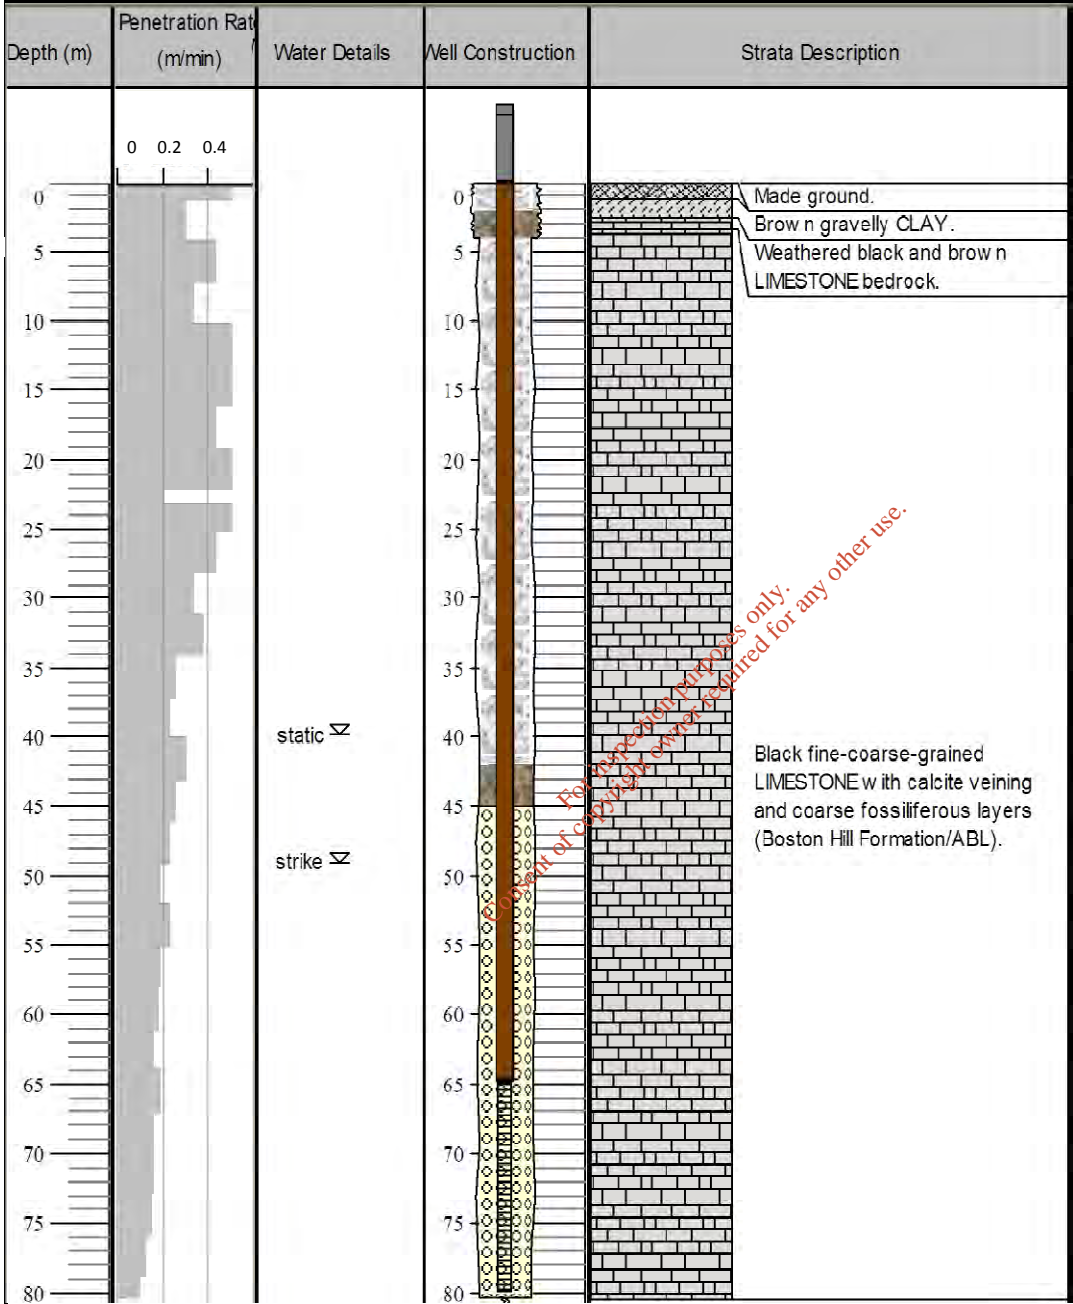 Depth (m)
Penetration Rat
(m/min)
Water Details
Well Construction
Strata Description
0 0.2 0.4
0
5
10
15
20
25
30
35
40
45
50
55
60
65
70
75
80
static
strike
0
5
10
15
20
25
30
35
40
45
50
55
60
65
70
75
80
Made ground.
Brown gravelly CLAY.
Weathered black and brown
LIMESTONE bedrock.
Black fine-coarse-grained
LIMESTONE with calcite veining
and coarse fossiliferous layers
(Boston Hill Formation/ABL).
For inspection purposes only.
Consent of copyright owner required for any other use.